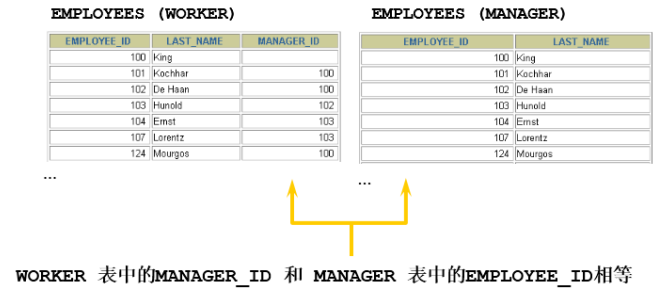 EMPLOYEES (WORKER)
EMPLOYEES (MANAGER)
EMPLOYEE_ID LAST_NAME MANAGER_ID
100 King
101 Kochhar 100
102 De Haan 100
103 Hunold 102
104 Ernst 103
107 Lorentz 103
124 Mourgos 100
...
EMPLOYEE_ID LAST_NAME
100 King
101 Kochhar
102 De Haan
103 Hunold
104 Ernst
107 Lorentz
124 Mourgos
...
WORKER 表中的MANAGER_ID 和 MANAGER 表中的EMPLOYEE_ID相等